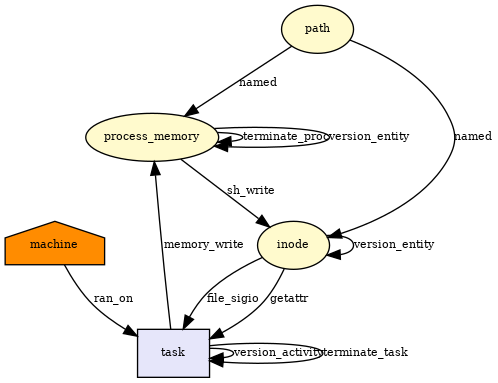 path
named
process_memory
terminate_proc
version_entity
named
sh_write
machine
memory_write
inode
version_entity
ran_on
file_sigio
getattr
task
version_activity
terminate_task